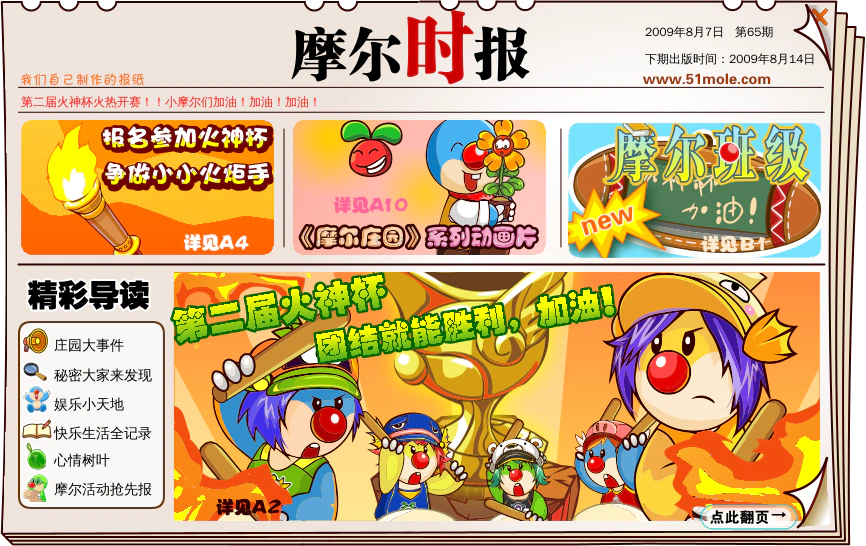 摩尔时报
2009年8月7日 第65期
下期出版时间：2009年8月14日
我们自己制作的报纸
www.51mole.com
第二届火神杯火热开赛！！小摩尔们加油！加油！加油！
报名参加火神杯
争做小小火炬手
详见A4
详见A10
《摩尔庄园》系列动画片
摩尔班级
加油!
new
详见B1
精彩导读
庄园大事件
秘密大家来发现
娱乐小天地
快乐生活全记录
心情树叶
摩尔活动抢先报
第二届火神杯
团结就能胜利，加油！
详见A2
点此翻页→